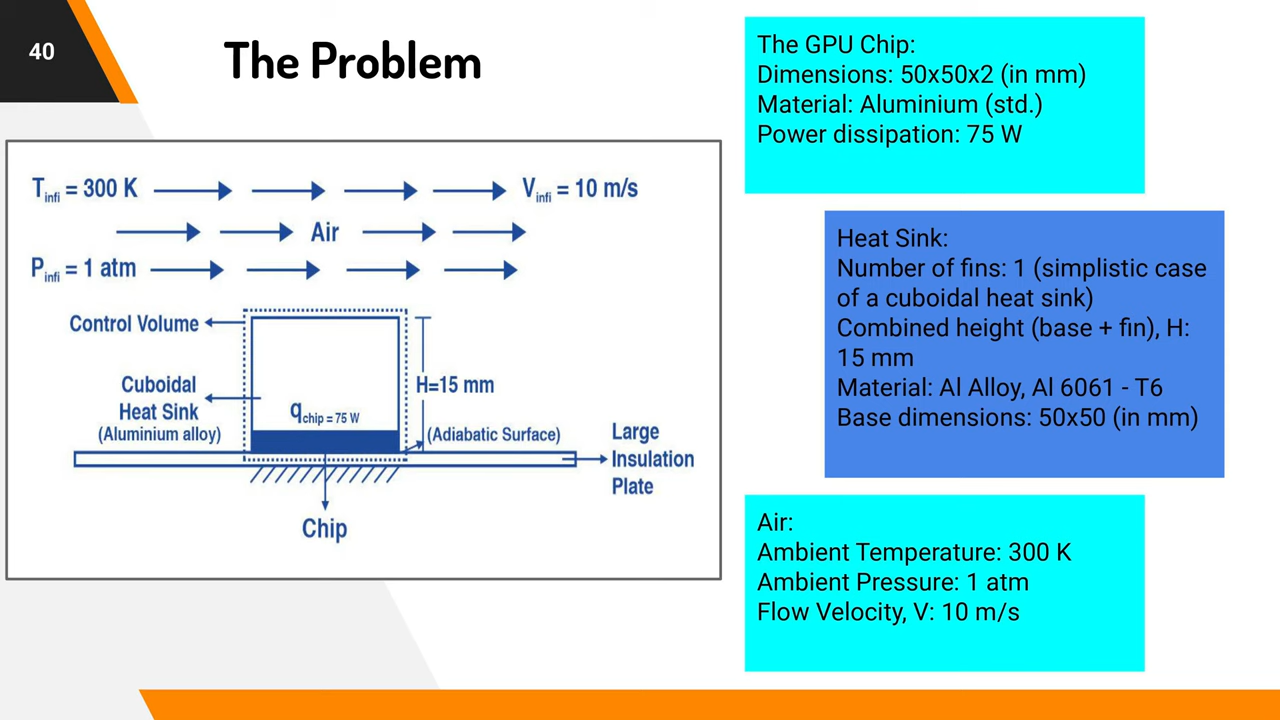 40
The Problem
T_infi = 300 K
V_infi = 10 m/s
Air
P_infi = 1 atm
Control Volume
Cuboidal
Heat Sink
(Aluminium alloy)
H=15 mm
q_chip = 75 W
(Adiabatic Surface)
Large
Insulation
Plate
Chip
The GPU Chip:
Dimensions: 50x50x2 (in mm)
Material: Aluminium (std.)
Power dissipation: 75 W
Heat Sink:
Number of fins: 1 (simplistic case
of a cuboidal heat sink)
Combined height (base + fin), H:
15 mm
Material: Al Alloy, Al 6061 - T6
Base dimensions: 50x50 (in mm)
Air:
Ambient Temperature: 300 K
Ambient Pressure: 1 atm
Flow Velocity, V: 10 m/s